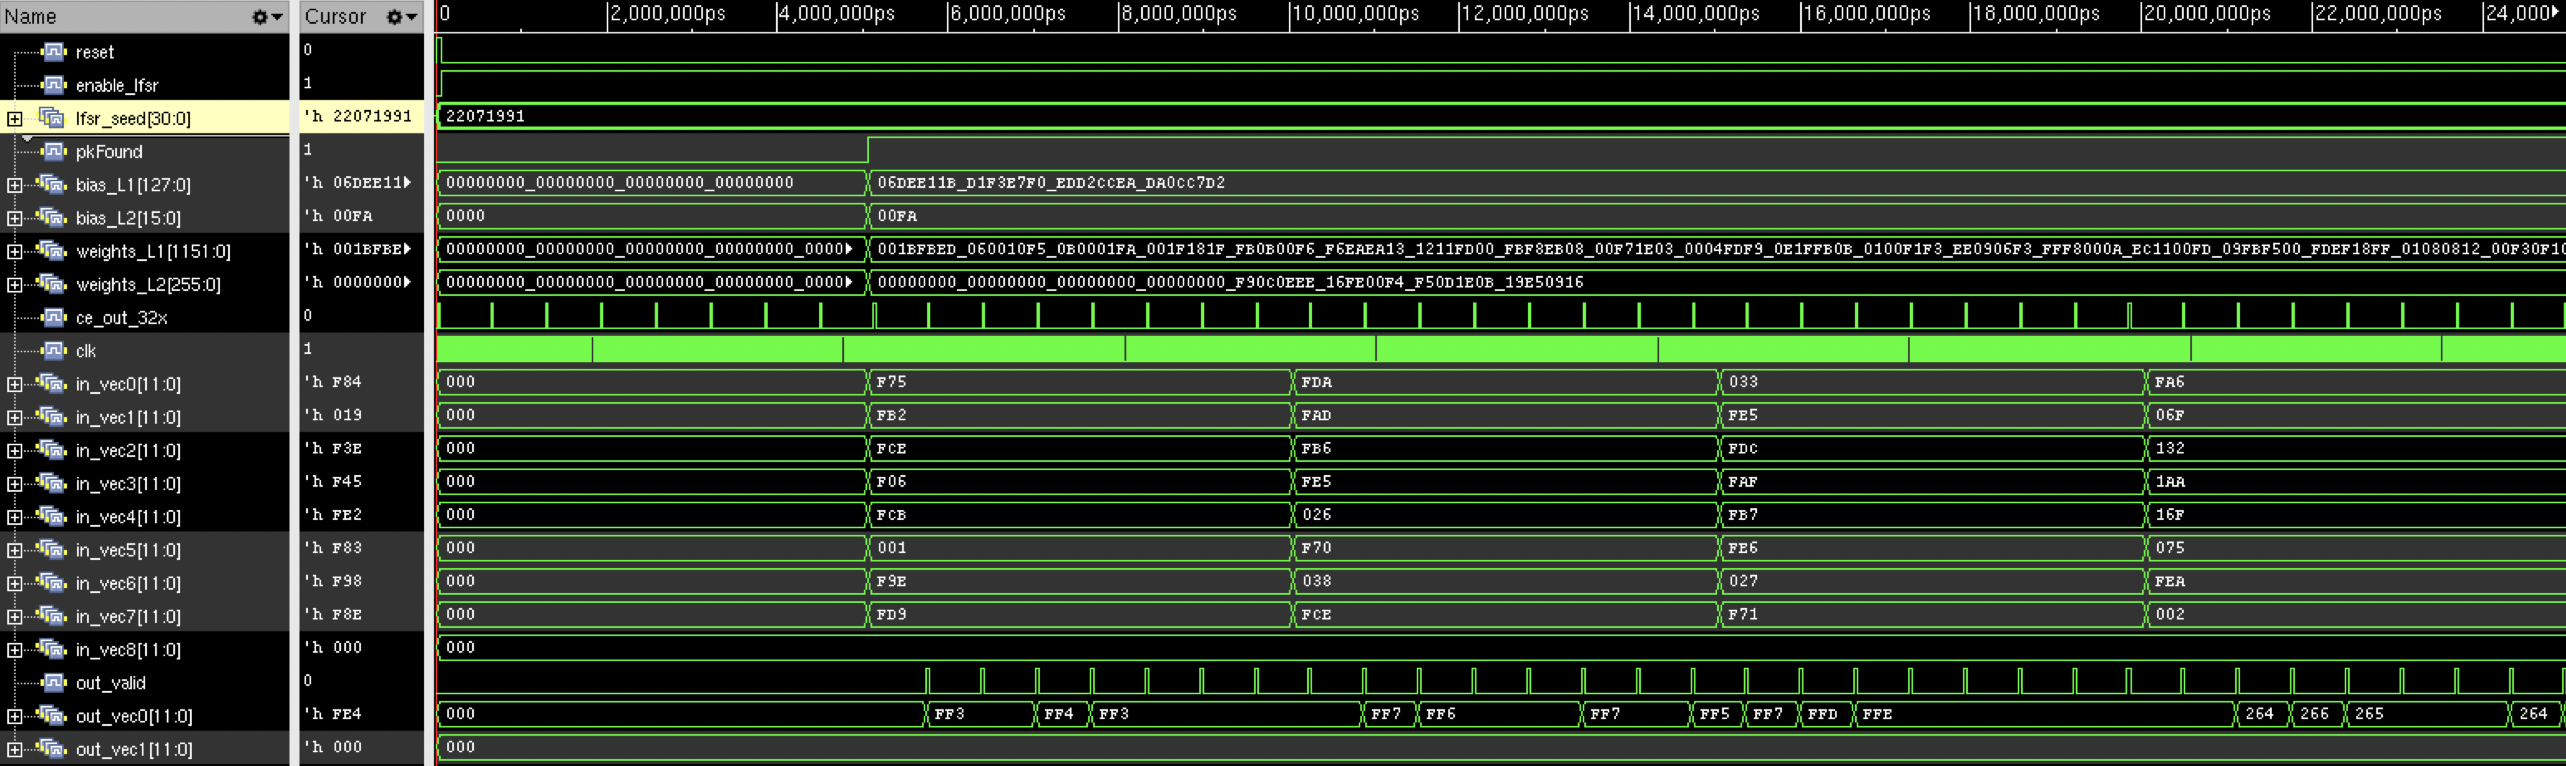 Name Cursor 0 2,000,000ps 4,000,000ps 6,000,000ps 8,000,000ps 10,000,000ps 12,000,000ps 14,000,000ps 16,000,000ps 18,000,000ps 20,000,000ps 22,000,000ps 24,000
reset 0
enable_lfsr 1
lfsr_seed[30:0] 'h 22071991 22071991
pkFound 1
bias_L1[127:0] 'h 06DEE11 00000000_00000000_00000000_00000000 06DEE11B_D1F3E7F0_EDD2CCEA_DA0CC7D2
bias_L2[15:0] 'h 00FA 0000 00FA
weights_L1[1151:0] 'h 001BFBE 00000000_00000000_00000000_00000000_0000 001BFBED_060010F5_0B0001FA_001F181F_FB0B00F6_F6EAEA13_1211FD00_FBF8EB08_00F71E03_0004FDF9_0E1FFB0B_0100F1F3_EE0906F3_FFF8000A_EC1100FD_09FBF500_FDEF18FF_01080812_00F30F10
weights_L2[255:0] 'h 0000000 00000000_00000000_00000000_00000000_0000 00000000_00000000_00000000_00000000_F90C0EEE_16FE00F4_F50D1E0B_19E50916
ce_out_32x 0
clk 1
in_vec0[11:0] 'h F84 000 F75 FDA 033 FA6
in_vec1[11:0] 'h 019 000 FB2 FAD FE5 06F
in_vec2[11:0] 'h F3E 000 FCE FB6 FDC 132
in_vec3[11:0] 'h F45 000 F06 FE5 FAF 1AA
in_vec4[11:0] 'h FE2 000 FCB 026 FB7 16F
in_vec5[11:0] 'h F83 000 001 F70 FE6 075
in_vec6[11:0] 'h F98 000 F9E 038 027 FEA
in_vec7[11:0] 'h F8E 000 FD9 FCE F71 002
in_vec8[11:0] 'h 000 000
out_valid 0
out_vec0[11:0] 'h FE4 000 FF3 FF4 FF3 FF7 FF6 FF7 FF5 FF7 FFD FFE 264 266 265 264
out_vec1[11:0] 'h 000 000